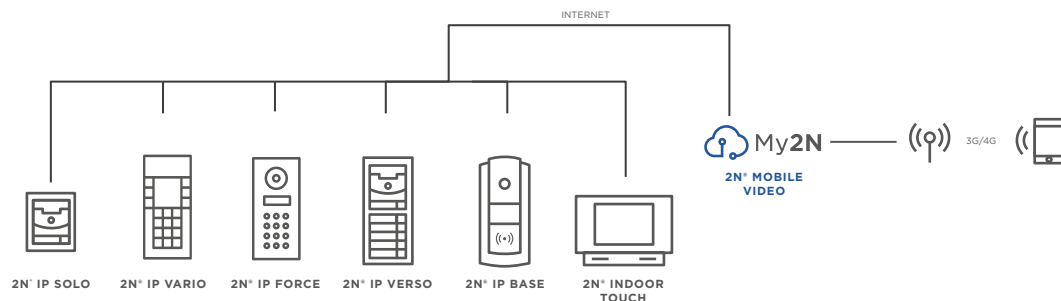 INTERNET
My2N
3G/4G
2N® MOBILE
VIDEO
2N® IP SOLO
2N® IP VARIO
2N® IP FORCE
2N® IP VERSO
2N® IP BASE
2N® INDOOR
TOUCH